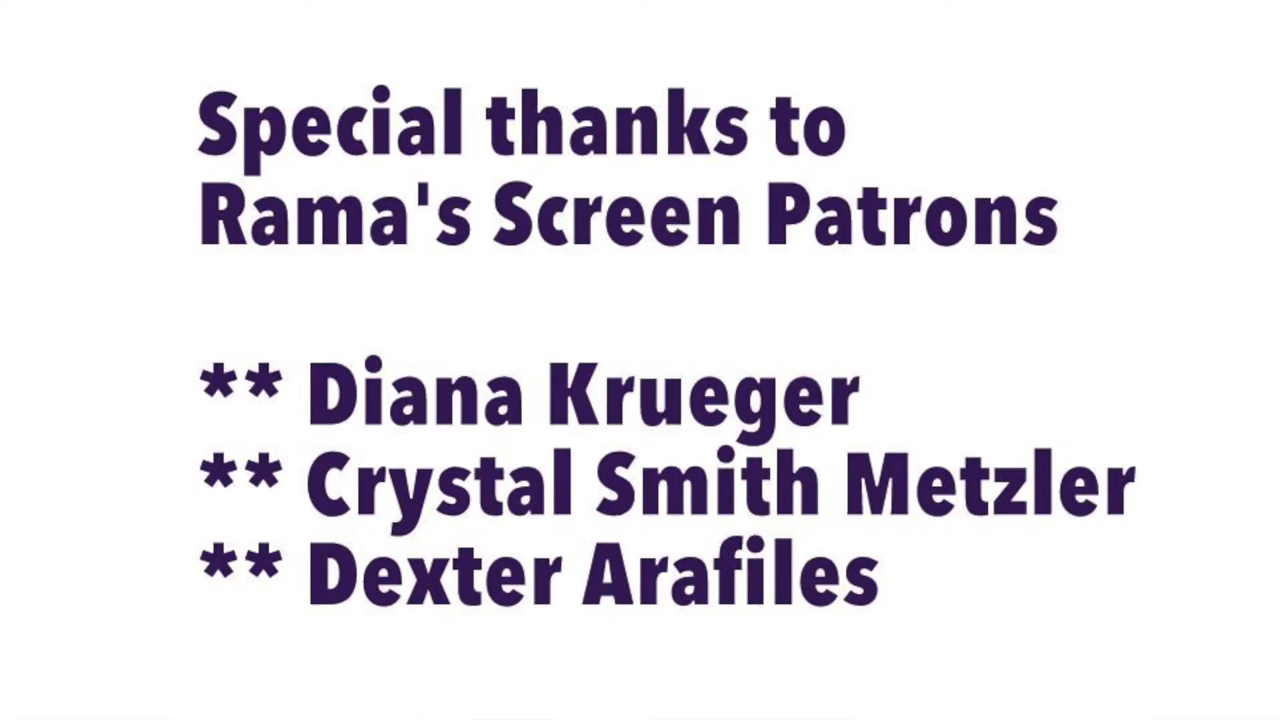 Special thanks to
Rama's Screen Patrons
** Diana Krueger
** Crystal Smith Metzler
** Dexter Arafiles